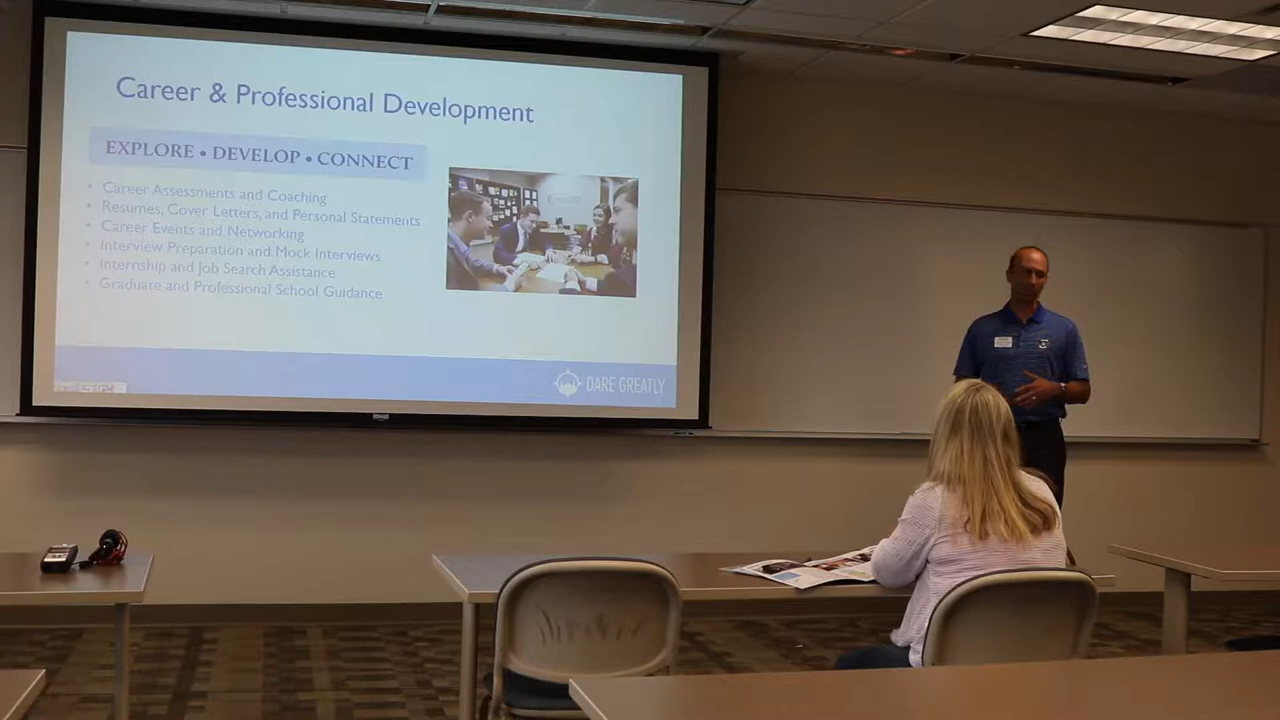 Career & Professional Development
EXPLORE • DEVELOP • CONNECT
• Career Assessments and Coaching
• Resumes, Cover Letters, and Personal Statements
• Career Events and Networking
• Interview Preparation and Mock Interviews
• Internship and Job Search Assistance
• Graduate and Professional School Guidance
DARE GREATLY